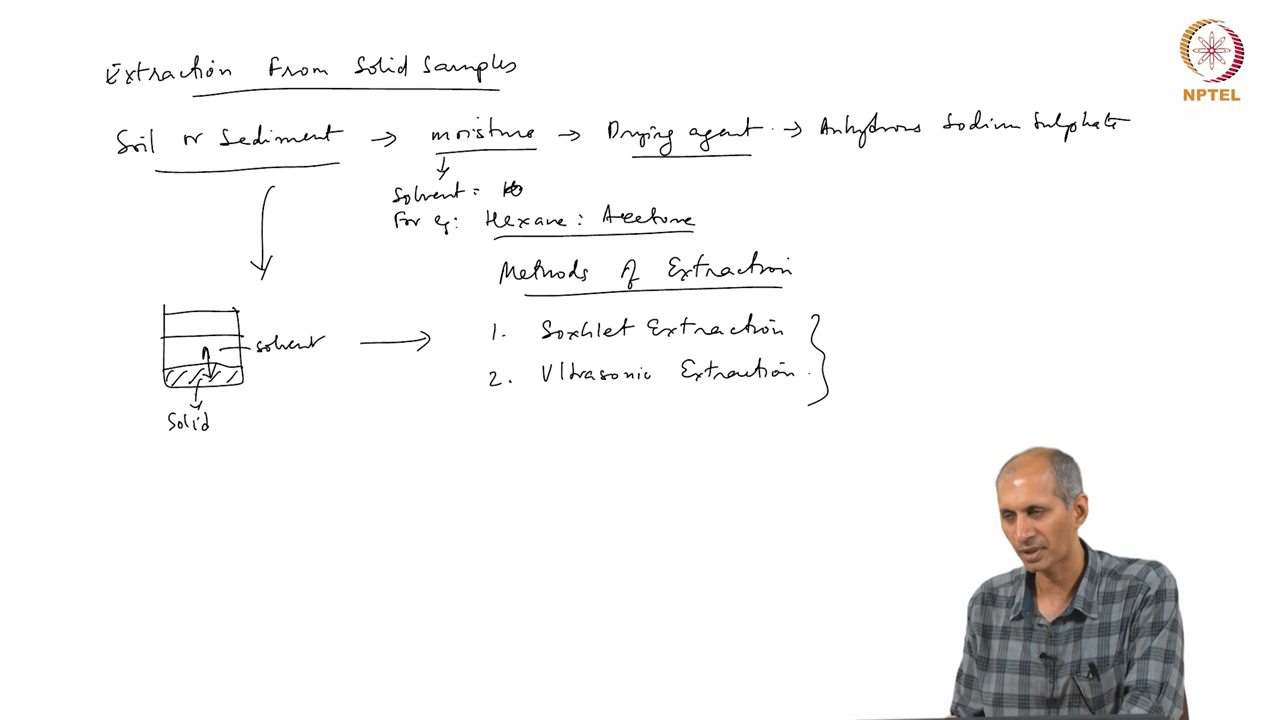 Extraction From Solid Samples
NPTEL
Soil or Sediment → moisture → Drying agent → Anhydrous Sodium Sulphate
Solvent =
For eg: Hexane : Acetone
Methods of Extraction
1. Soxhlet Extraction
solvent
2. Ultrasonic Extraction
Solid